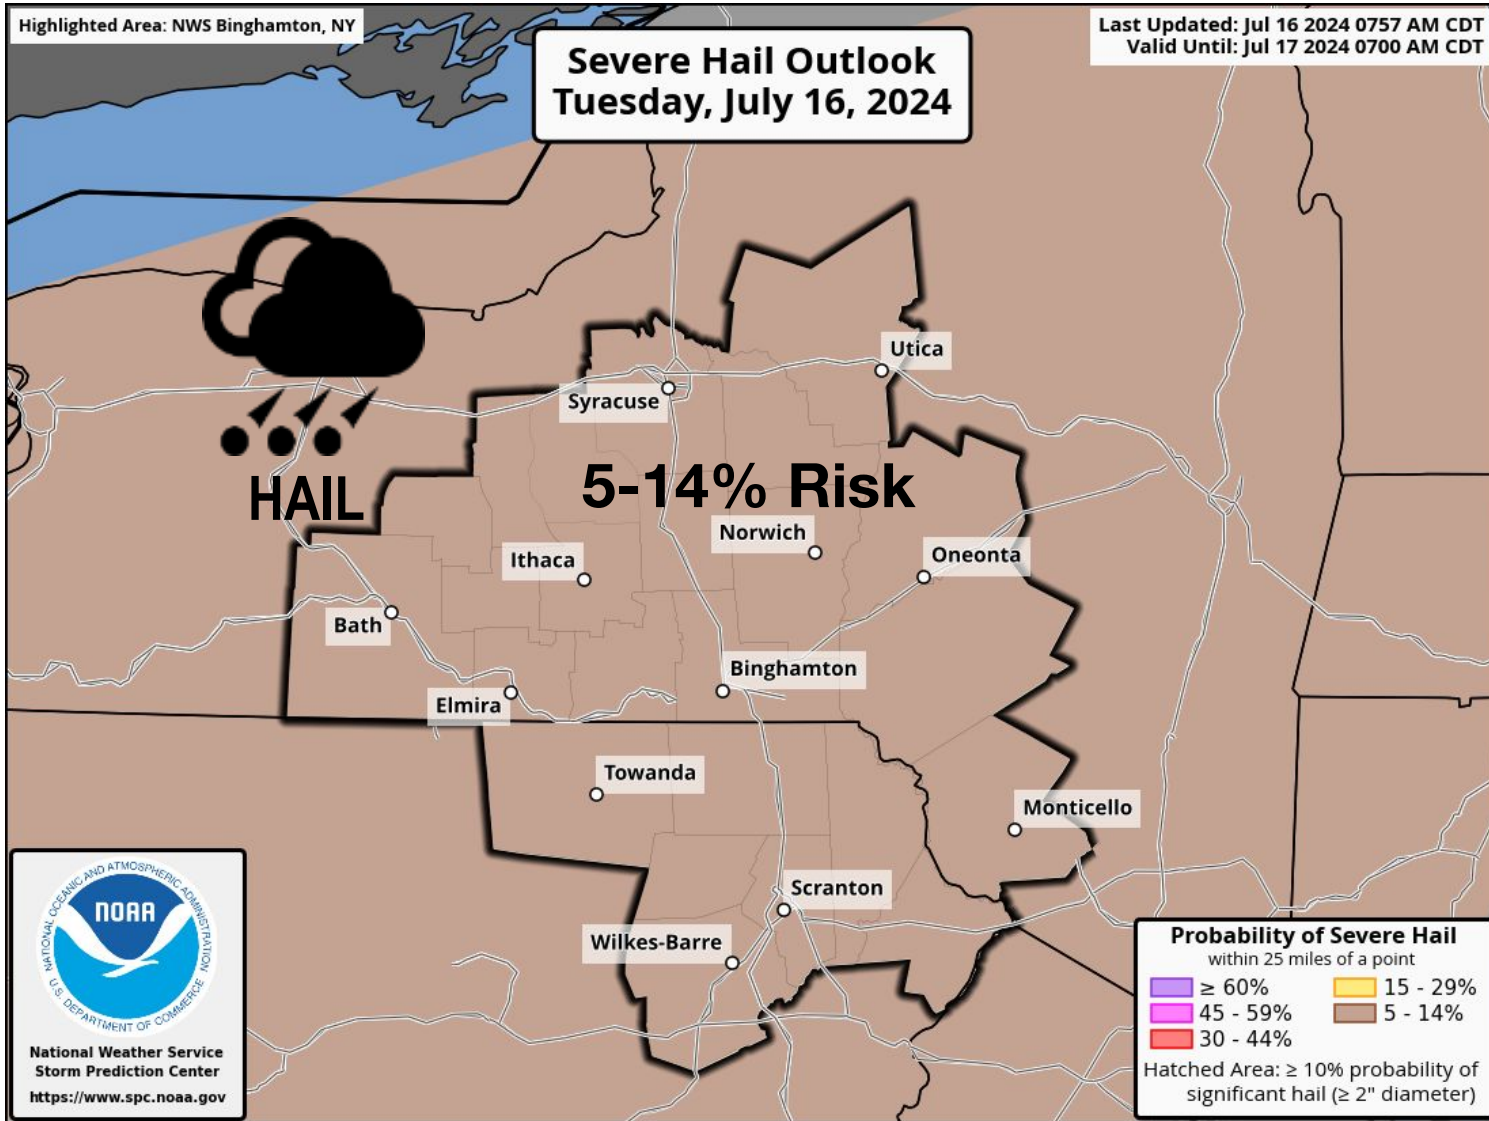 Highlighted Area: NWS Binghamton, NY
Last Updated: Jul 16 2024 0757 AM CDT
Valid Until: Jul 17 2024 0700 AM CDT
Severe Hail Outlook
Tuesday, July 16, 2024
HAIL
5-14% Risk
Utica
Syracuse
Norwich
Oneonta
Ithaca
Bath
Binghamton
Elmira
Towanda
Monticello
Scranton
Wilkes-Barre
NATIONAL OCEANIC AND ATMOSPHERIC ADMINISTRATION
NOAA
U.S. DEPARTMENT OF COMMERCE
National Weather Service
Storm Prediction Center
https://www.spc.noaa.gov
Probability of Severe Hail
within 25 miles of a point
≥ 60%
15 - 29%
45 - 59%
5 - 14%
30 - 44%
Hatched Area: ≥ 10% probability of
significant hail (≥ 2" diameter)